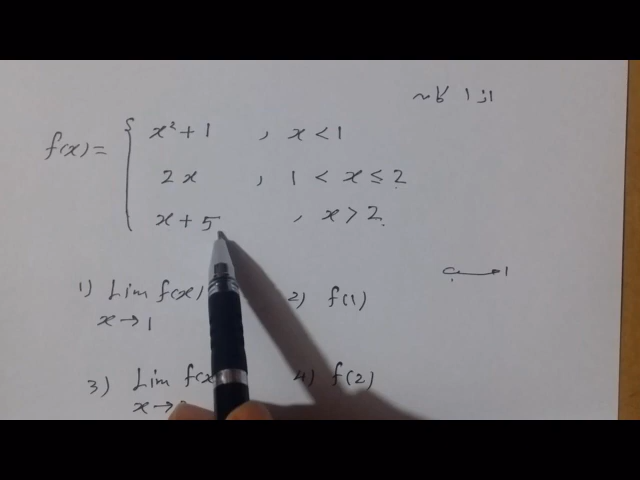 إذا كان
f(x) = { x² + 1 , x < 1
2x , 1 < x ≤ 2
x + 5 , x > 2
احسب
1) Lim f(x) 2) f(1)
x → 1
3) Lim f(x 4) f(2)
x →